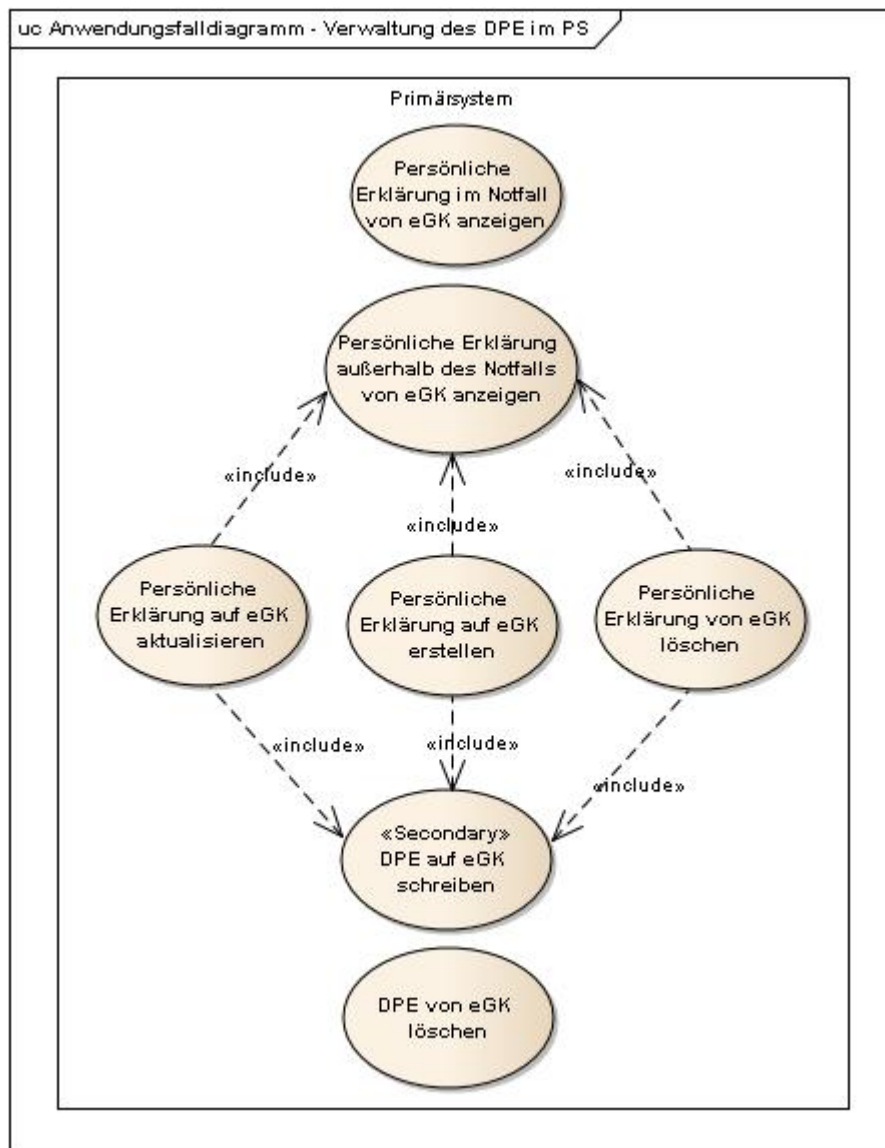 uc Anwendungsfalldiagramm - Verwaltung des DPE im PS
Primärsystem
Persönliche
Erklärung im Notfall
von eGK anzeigen
Persönliche Erklärung
außerhalb des Notfalls
von eGK anzeigen
«include»
«include»
«include»
Persönliche
Erklärung auf eGK
aktualisieren
Persönliche
Erklärung auf eGK
erstellen
Persönliche
Erklärung von eGK
löschen
«include»
«include»
«include»
«Secondary»
DPE auf eGK
schreiben
DPE von eGK
löschen